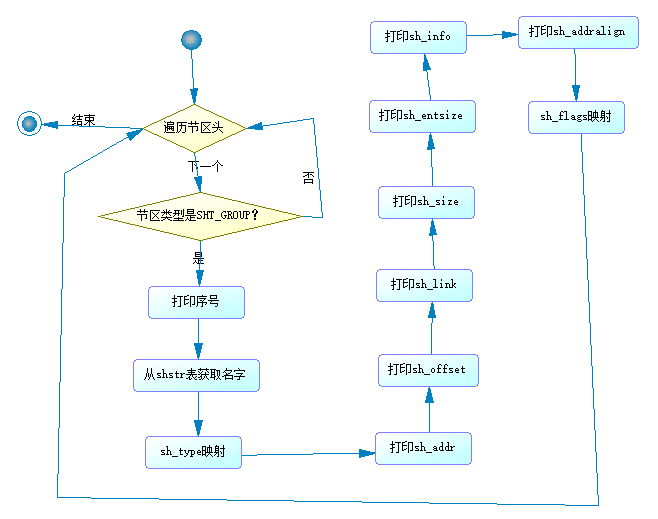 结束
遍历节区头
下一个
否
节区类型是SHT_GROUP?
是
打印序号
从shstr表获取名字
sh_type映射
打印sh_addr
打印sh_offset
打印sh_link
打印sh_size
打印sh_entsize
打印sh_info
打印sh_addralign
sh_flags映射